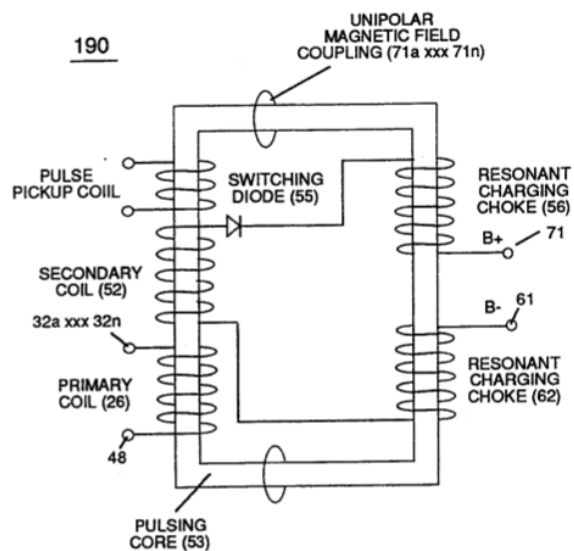 190
UNIPOLAR
MAGNETIC FIELD
COUPLING (71a xxx 71n)
PULSE
PICKUP COIIL
SWITCHING
DIODE (55)
RESONANT
CHARGING
CHOKE (56)
B+
71
SECONDARY
COIL (52)
32a xxx 32n
B-
61
PRIMARY
COIL (26)
RESONANT
CHARGING
CHOKE (62)
48
PULSING
CORE (53)